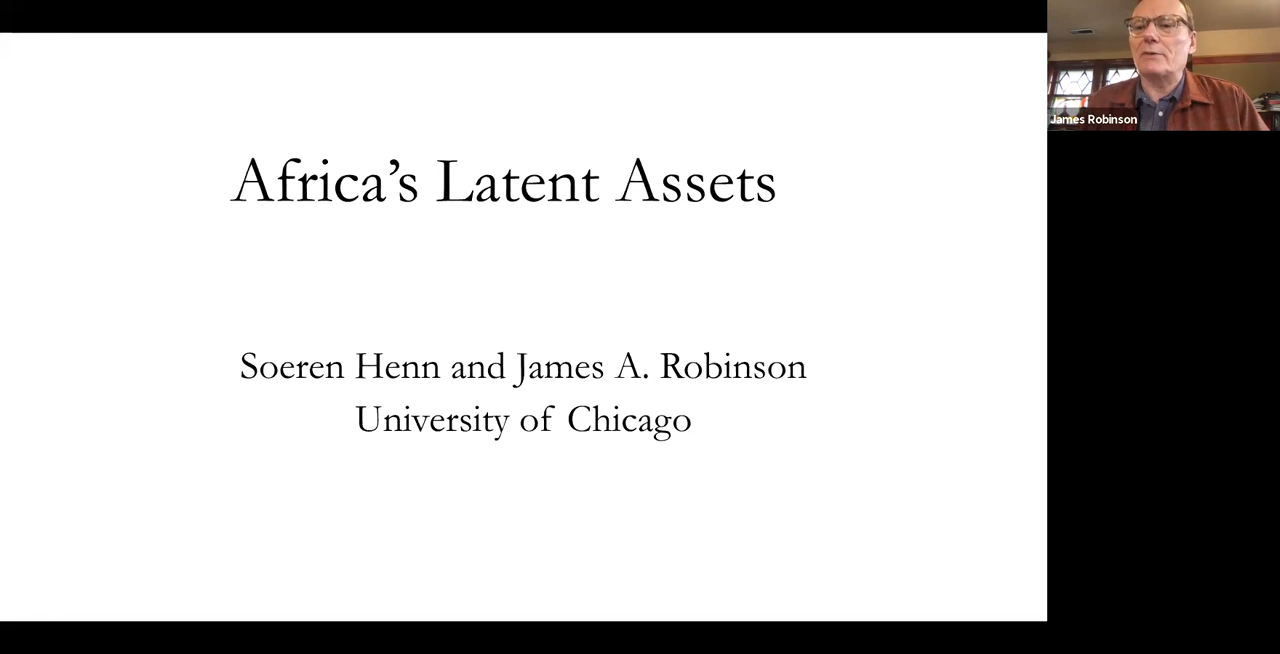 Africa’s Latent Assets
Soeren Henn and James A. Robinson
University of Chicago
James Robinson